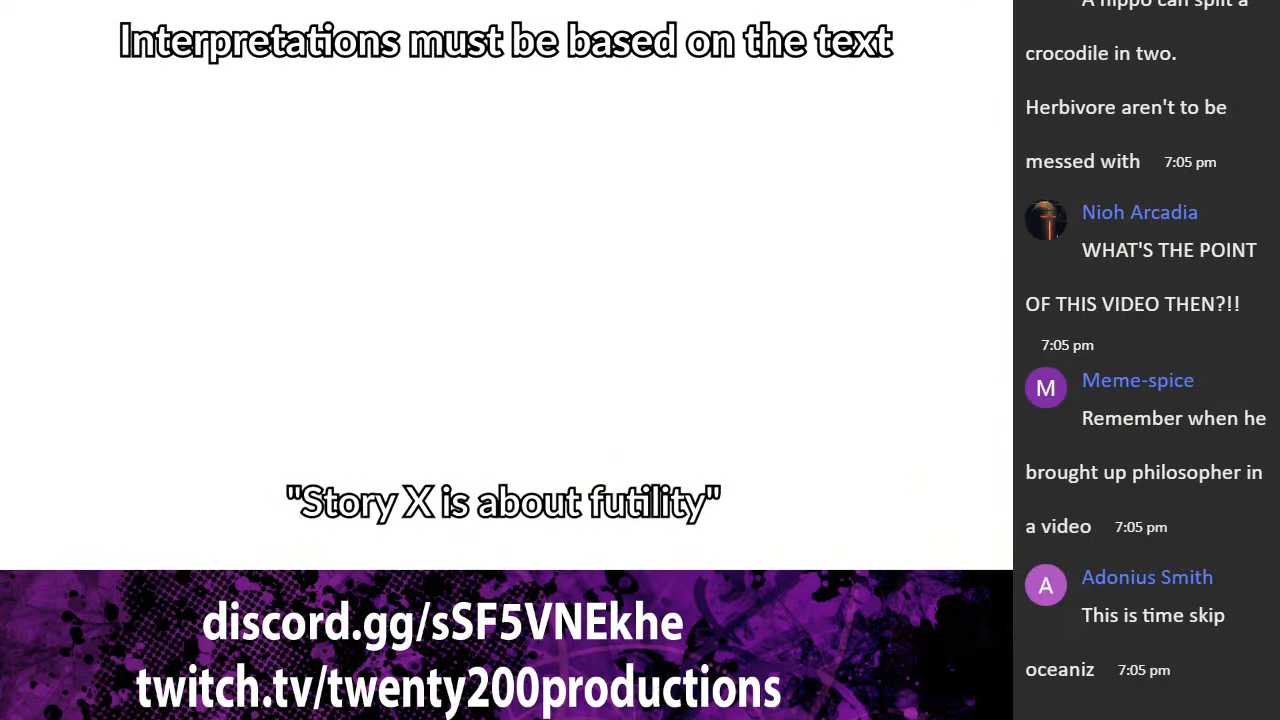 Interpretations must be based on the text
"Story X is about futility"
discord.gg/sSF5VNEkhe
twitch.tv/twenty200productions
A hippo can split a
crocodile in two.
Herbivore aren't to be
messed with 7:05 pm
Nioh Arcadia
WHAT'S THE POINT
OF THIS VIDEO THEN?!!
7:05 pm
M
Meme-spice
Remember when he
brought up philosopher in
a video 7:05 pm
A
Adonius Smith
This is time skip
oceaniz 7:05 pm